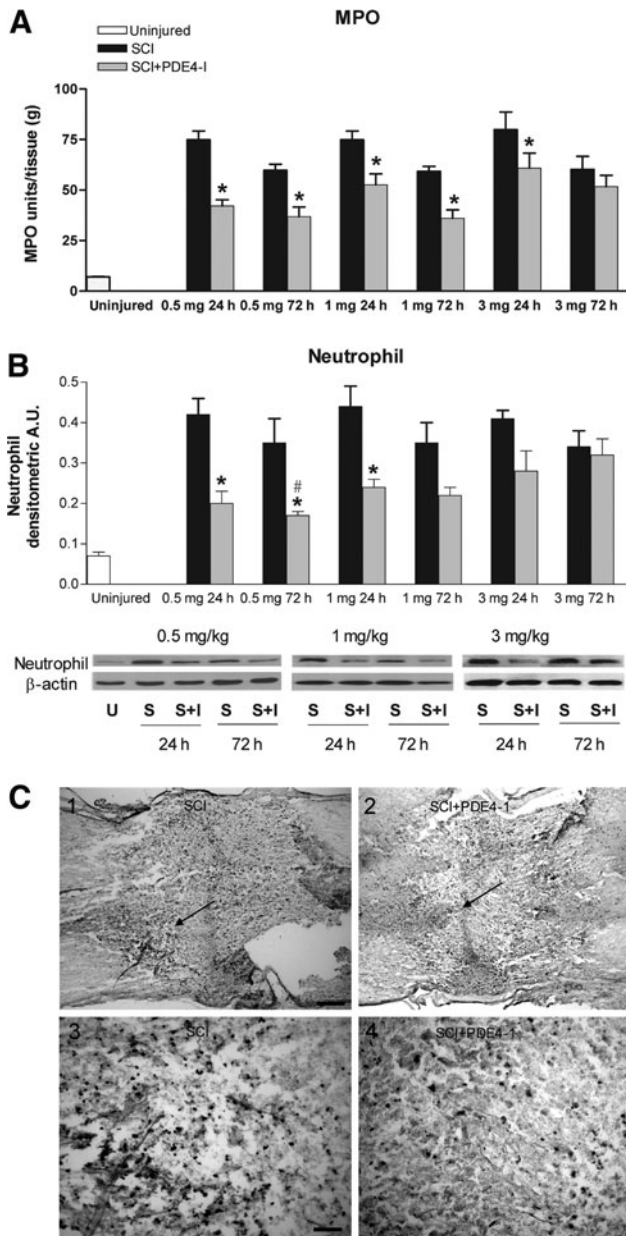 A
MPO
Uninjured
SCI
SCI+PDE4-I
MPO units/tissue (g)
100
75
50
25
0
Uninjured 0.5 mg 24 h 0.5 mg 72 h 1 mg 24 h 1 mg 72 h 3 mg 24 h 3 mg 72 h
* * * * *
B
Neutrophil
Neutrophil
densitometric A.U.
0.5
0.4
0.3
0.2
0.1
0.0
* # * *
Uninjured 0.5 mg 24 h 0.5 mg 72 h 1 mg 24 h 1 mg 72 h 3 mg 24 h 3 mg 72 h
0.5 mg/kg 1 mg/kg 3 mg/kg
Neutrophil
β-actin
U S S+I S S+I S S+I S S+I S S+I S S+I
24 h 72 h 24 h 72 h 24 h 72 h
C
1 SCI
2 SCI+PDE4-1
3 SCI
4 SCI+PDE4-1